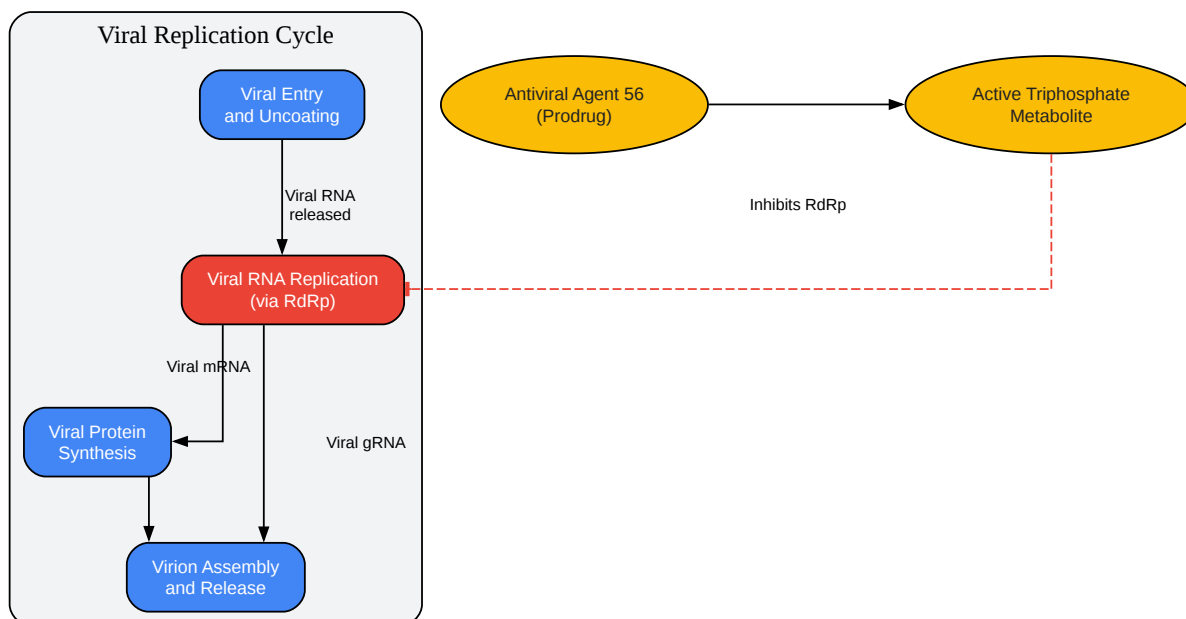 Viral Replication Cycle
Viral Entry
and Uncoating
Antiviral Agent 56
(Prodrug)
Active Triphosphate
Metabolite
Viral RNA
released
Inhibits RdRp
Viral RNA Replication
(via RdRp)
Viral mRNA
Viral Protein
Synthesis
Viral gRNA
Virion Assembly
and Release